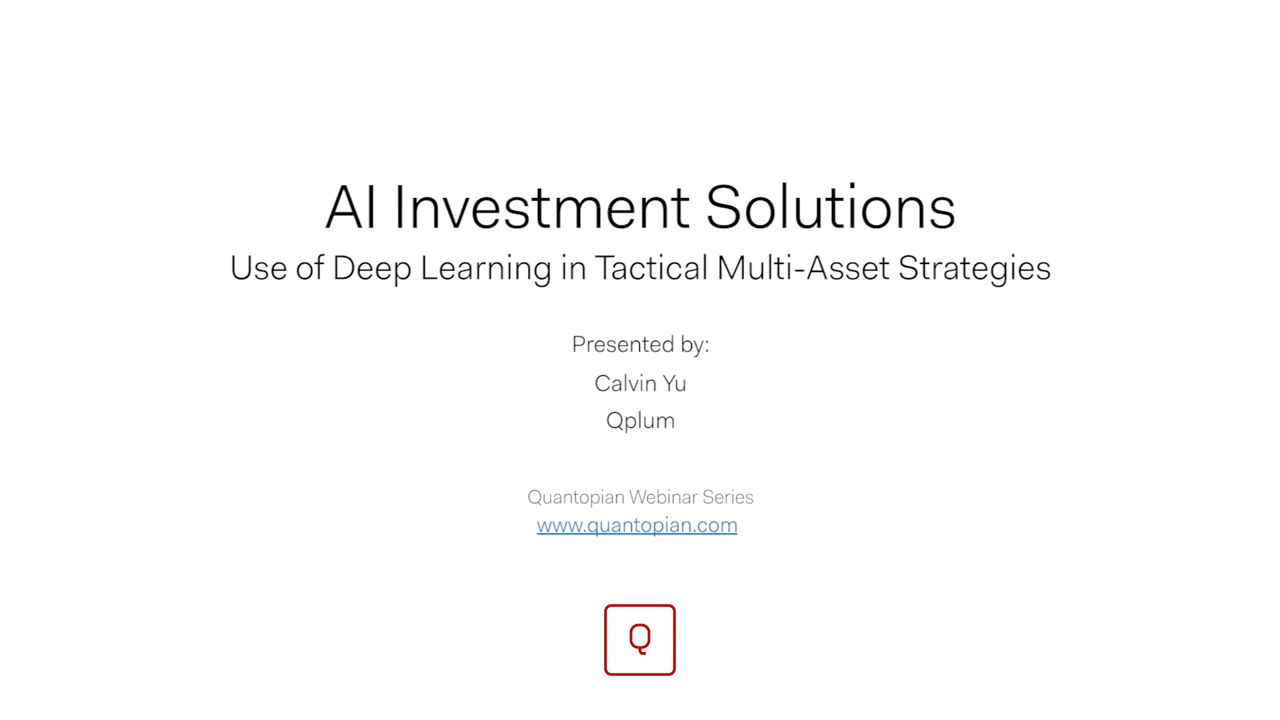 AI Investment Solutions
Use of Deep Learning in Tactical Multi-Asset Strategies
Presented by:
Calvin Yu
Qplum
Quantopian Webinar Series
www.quantopian.com
Q